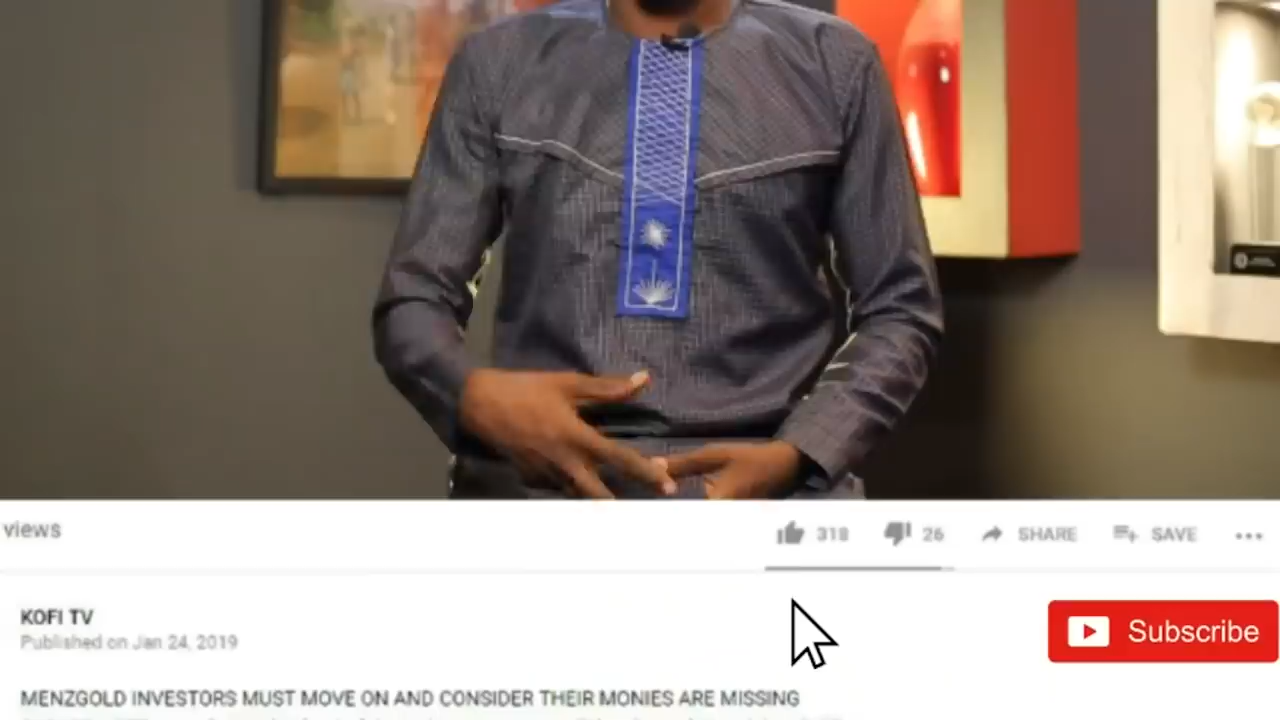 views
318 26 SHARE SAVE
KOFI TV
Published on Jan 24, 2019
Subscribe
MENZGOLD INVESTORS MUST MOVE ON AND CONSIDER THEIR MONIES ARE MISSING